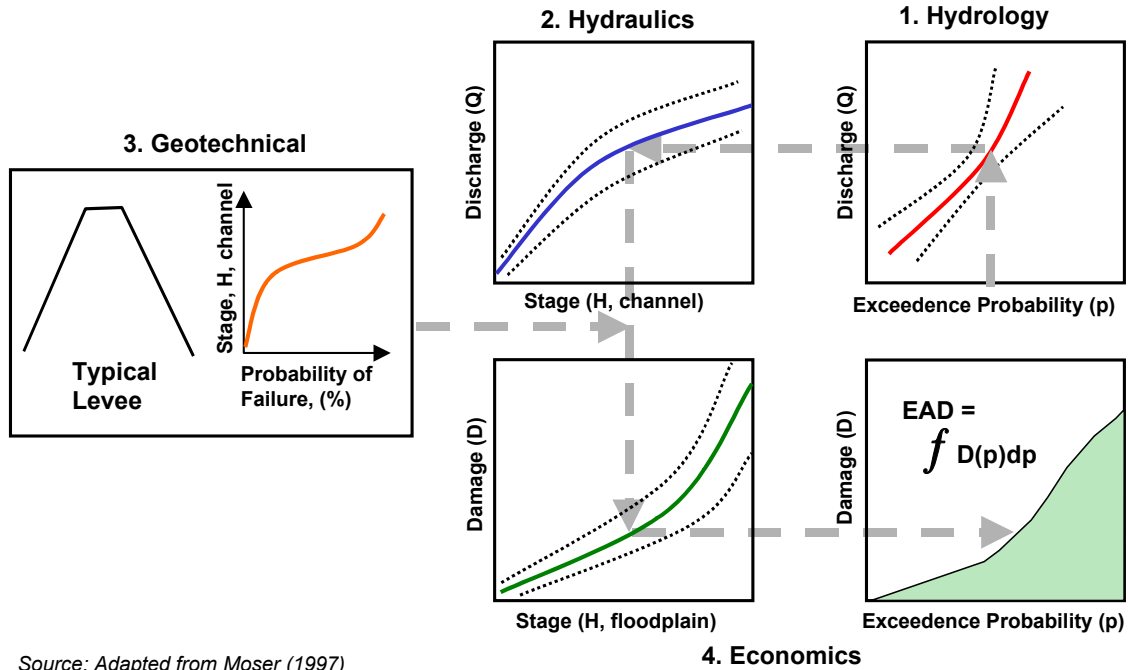 2. Hydraulics
1. Hydrology
Discharge (Q)
Stage (H, channel)
Discharge (Q)
Exceedence Probability (p)
3. Geotechnical
Typical
Levee
Stage, H, channel
Probability of
Failure, (%)
Damage (D)
Stage (H, floodplain)
Damage (D)
EAD =
∫ D(p)dp
Exceedence Probability (p)
4. Economics
Source: Adapted from Moser (1997)